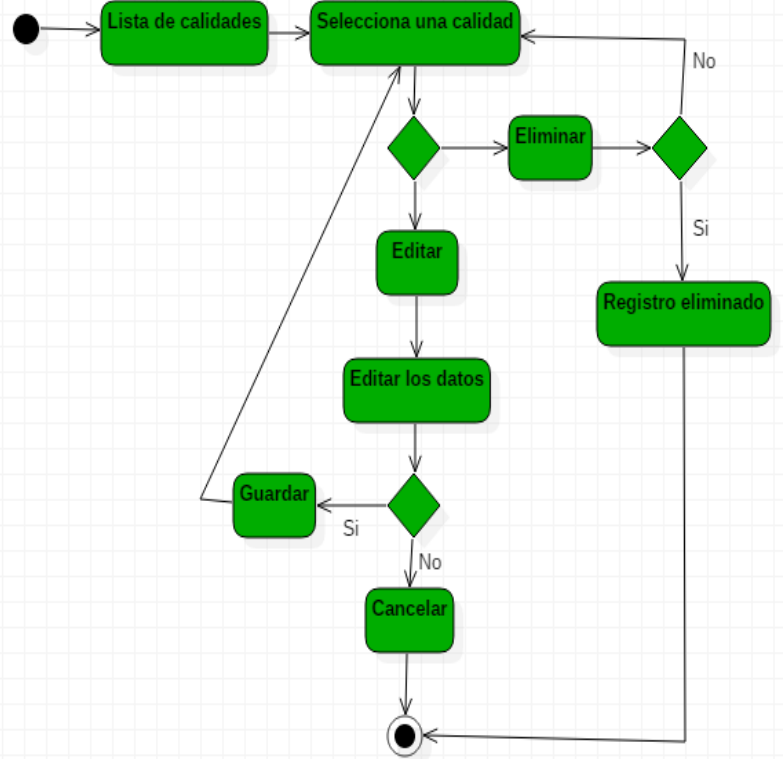 Lista de calidades
Selecciona una calidad
No
Eliminar
Si
Editar
Registro eliminado
Editar los datos
Guardar
Si
No
Cancelar